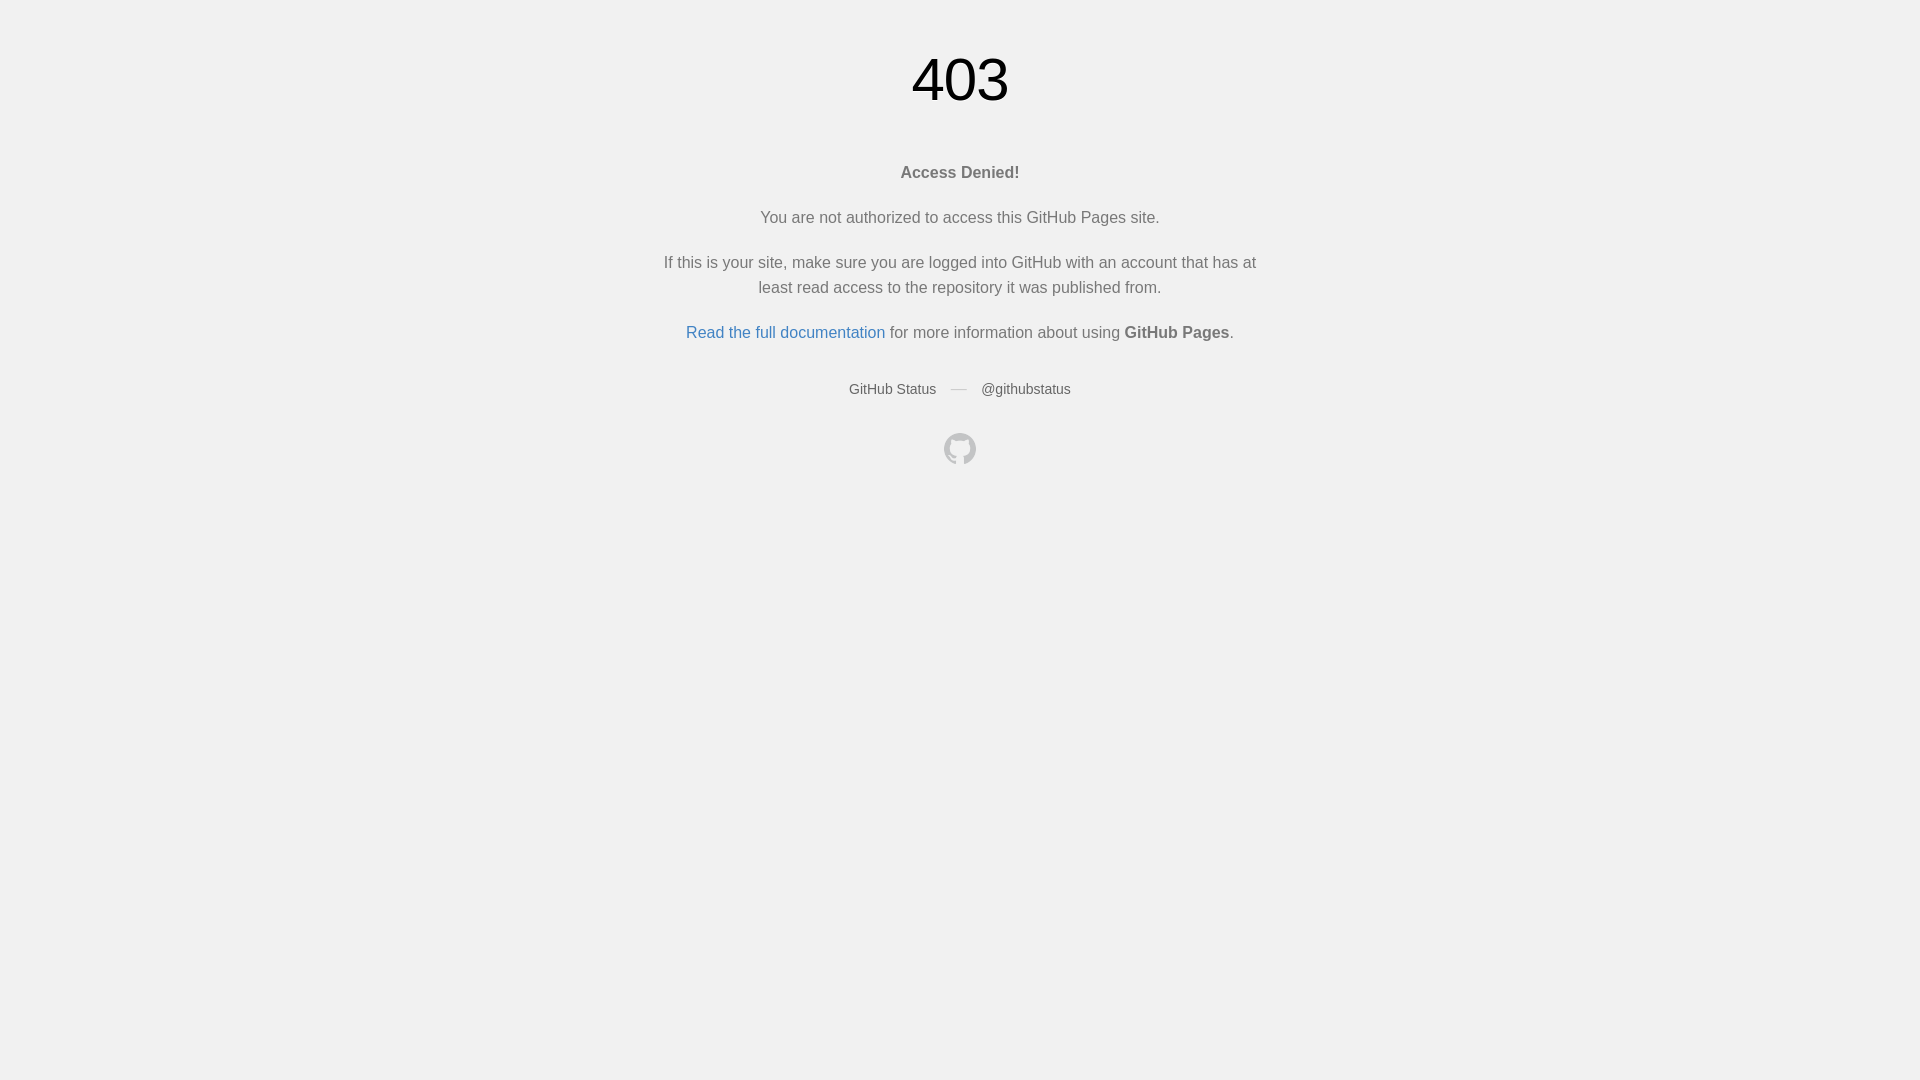 403
Access Denied!
You are not authorized to access this GitHub Pages site.
If this is your site, make sure you are logged into GitHub with an account that has at
least read access to the repository it was published from.
Read the full documentation for more information about using GitHub Pages.
GitHub Status — @githubstatus